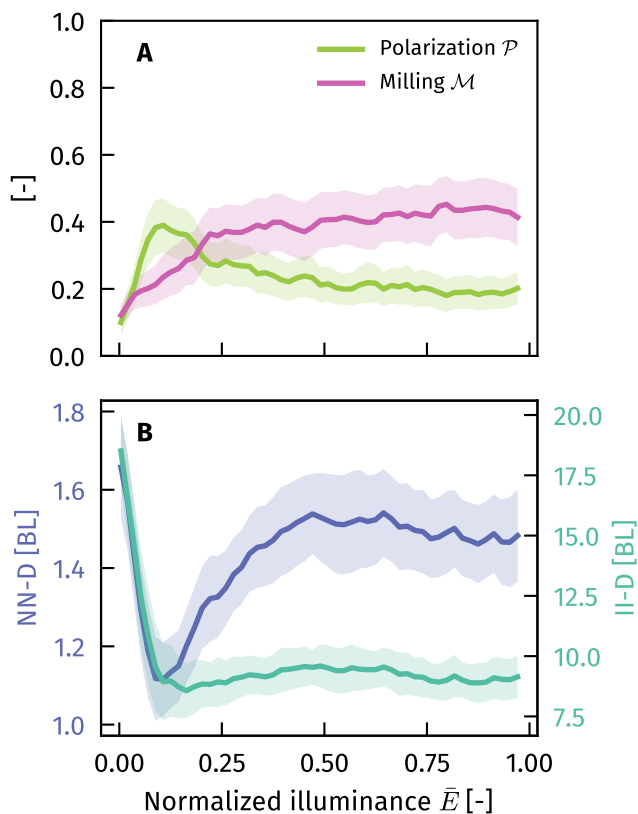 1.0
A
Polarization 𝒫
Milling ℳ
0.8
0.6
[-]
0.4
0.2
0.0
1.8
B
20.0
1.6
17.5
NN-D [BL]
15.0
II-D [BL]
1.4
12.5
1.2
10.0
1.0
7.5
0.00 0.25 0.50 0.75 1.00
Normalized illuminance Ē [-]